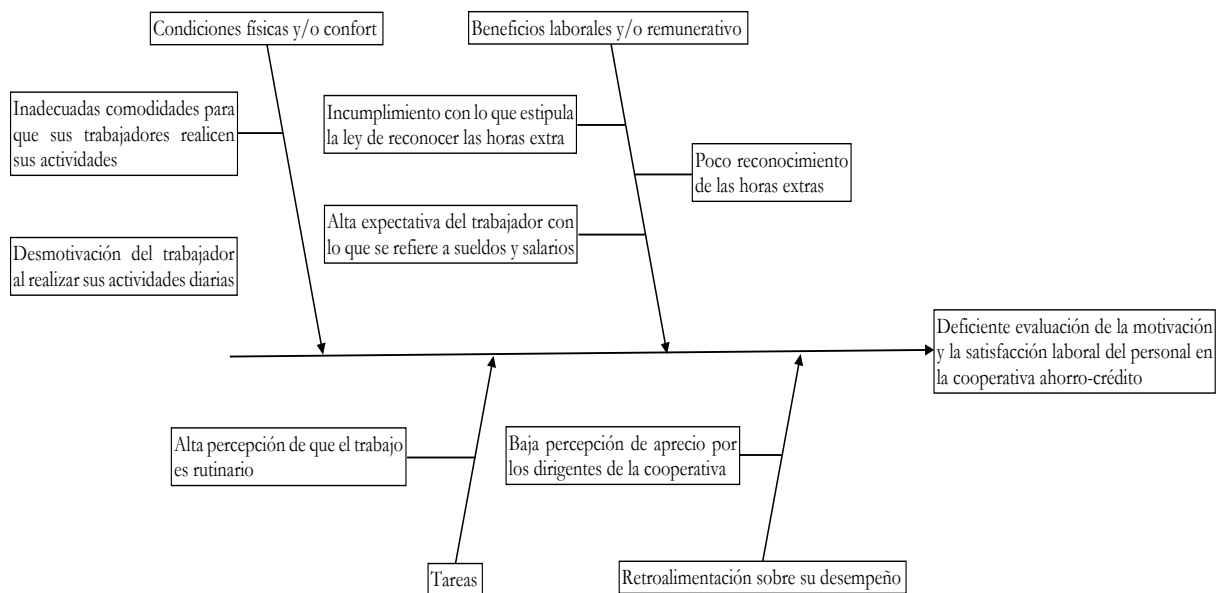 Condiciones físicas y/o confort
Beneficios laborales y/o remunerativo
Inadecuadas comodidades para
que sus trabajadores realicen
sus actividades
Incumplimiento con lo que estipula
la ley de reconocer las horas extra
Poco reconocimiento
de las horas extras
Alta expectativa del trabajador con
lo que se refiere a sueldos y salarios
Desmotivación del trabajador
al realizar sus actividades diarias
Deficiente evaluación de la motivación
y la satisfacción laboral del personal en
la cooperativa ahorro-crédito
Alta percepción de que el trabajo
es rutinario
Baja percepción de aprecio por
los dirigentes de la cooperativa
Tareas
Retroalimentación sobre su desempeño